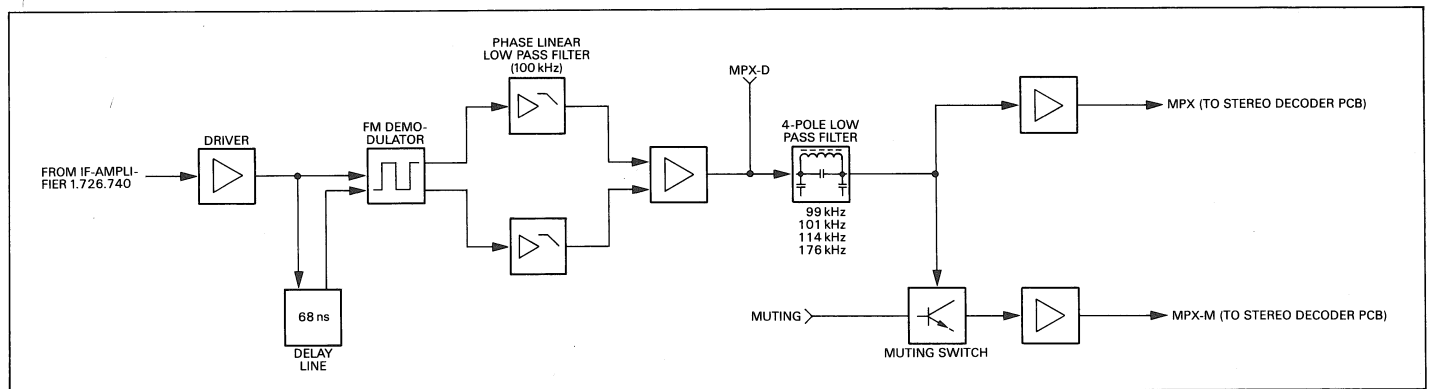 PHASE LINEAR
LOW PASS FILTER
(100 kHz)
MPX-D
DRIVER
FM DEMO-
DULATOR
4-POLE LOW
PASS FILTER
MPX (TO STEREO DECODER PCB)
FROM IF-AMPLI-
FIER 1.726.740
99 kHz
101 kHz
114 kHz
176 kHz
68 ns
DELAY
LINE
MUTING
MUTING SWITCH
MPX-M (TO STEREO DECODER PCB)